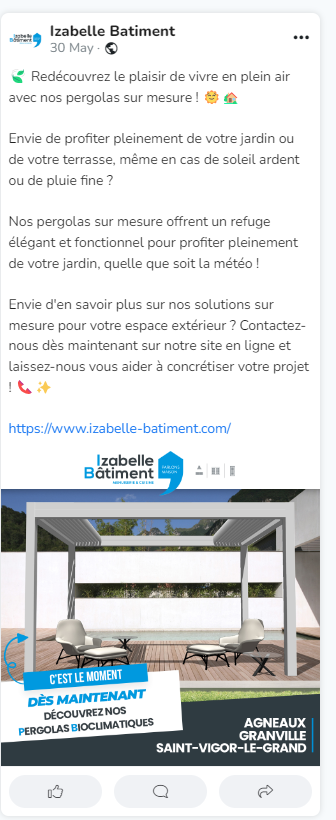 Izabelle Batiment
30 May ·
🌿 Redécouvrez le plaisir de vivre en plein air
avec nos pergolas sur mesure ! 🌞 🏡
Envie de profiter pleinement de votre jardin ou
de votre terrasse, même en cas de soleil ardent
ou de pluie fine ?
Nos pergolas sur mesure offrent un refuge
élégant et fonctionnel pour profiter pleinement
de votre jardin, quelle que soit la météo !
Envie d'en savoir plus sur nos solutions sur
mesure pour votre espace extérieur ? Contactez-
nous dès maintenant sur notre site en ligne et
laissez-nous vous aider à concrétiser votre projet
! 📞 ✨
https://www.izabelle-batiment.com/
Izabelle
Bâtiment
PARLONS
MAISON
C'EST LE MOMENT
DÈS MAINTENANT
DÉCOUVREZ NOS
PERGOLAS BIOCLIMATIQUES
AGNEAUX
GRANVILLE
SAINT-VIGOR-LE-GRAND